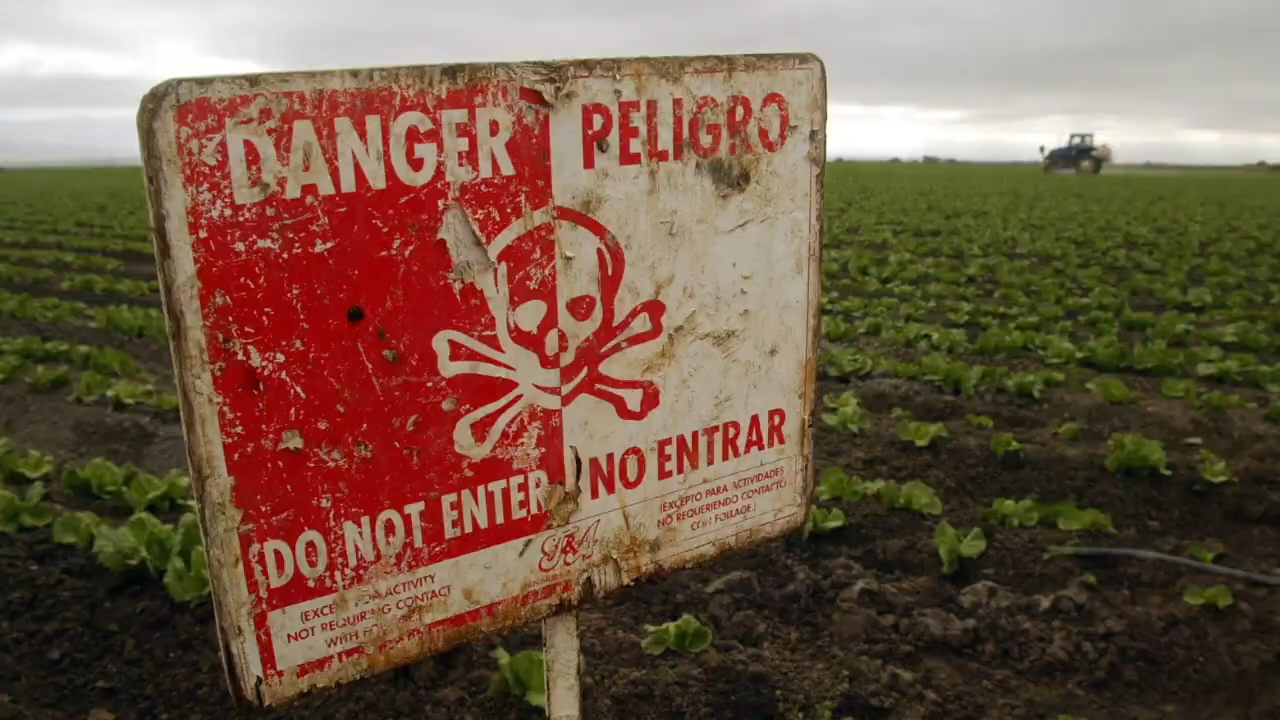 DANGER
PELIGRO
DO NOT ENTER
NO ENTRAR
(EXCEPTO PARA ACTIVIDADES
NO REQUERIENDO CONTACTO
CON FOLLAGE.)
ACTIVITY
NOT REQUIRING CONTACT
WITH